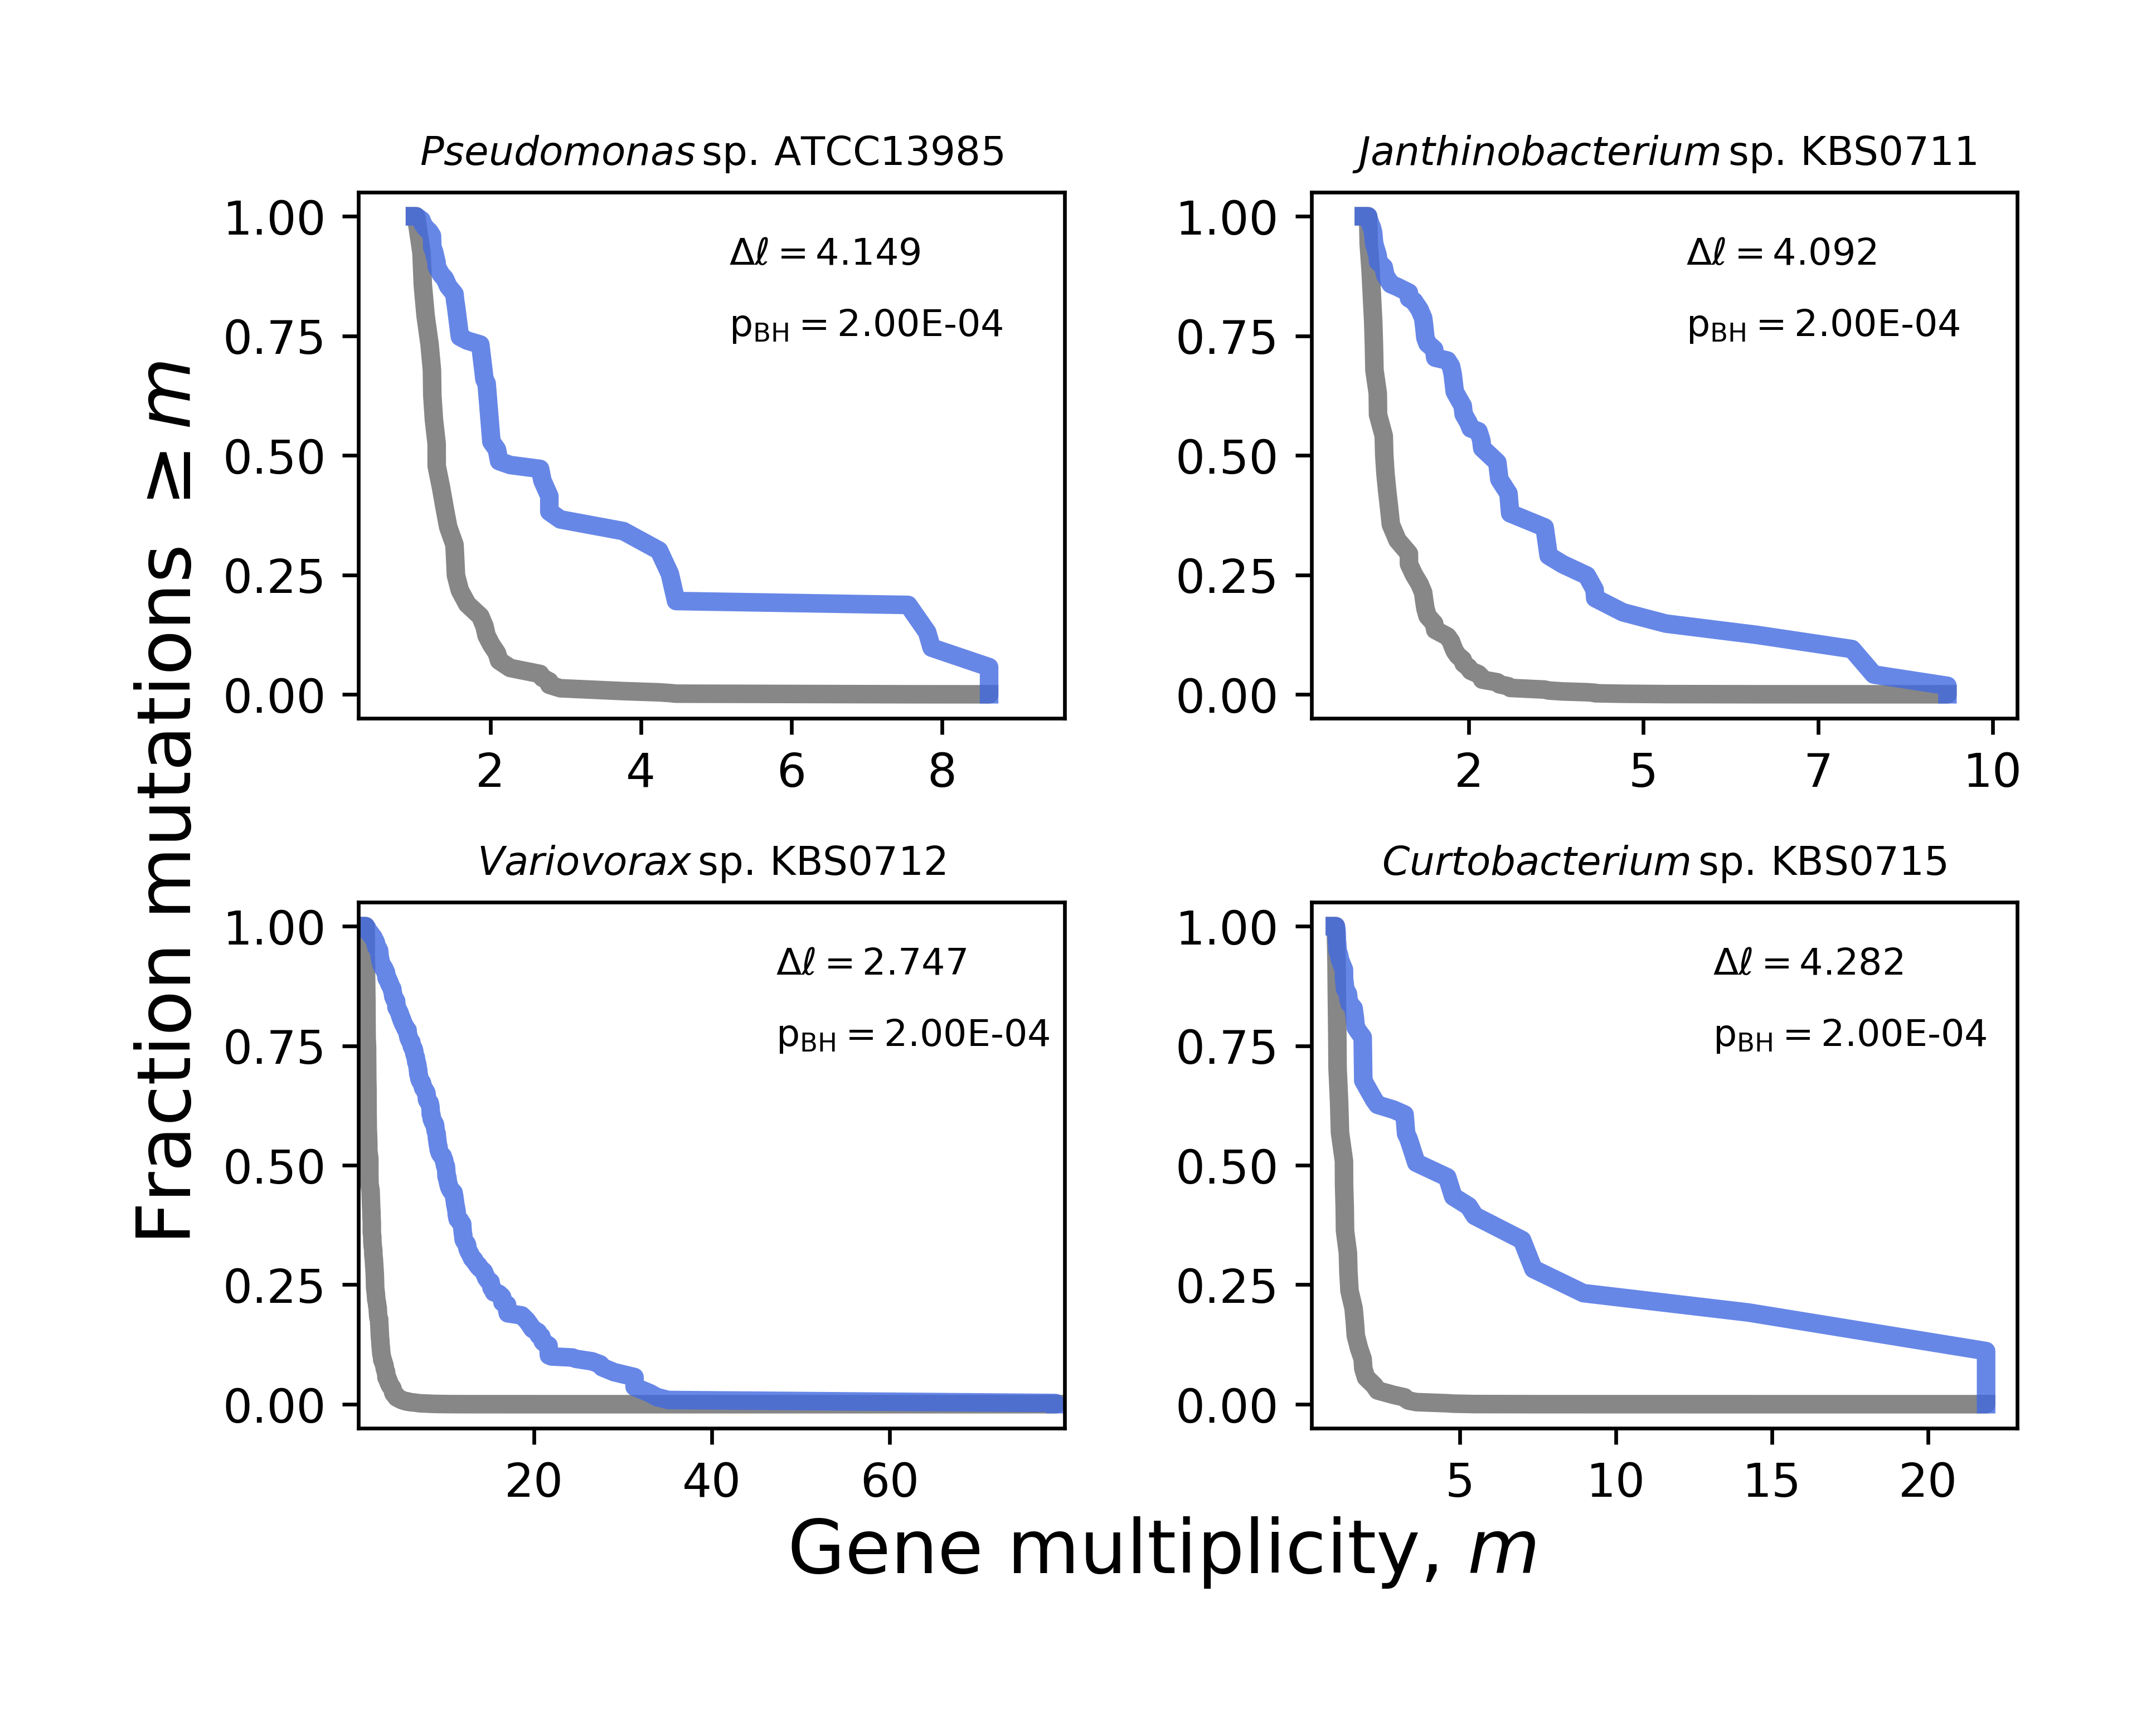 Pseudomonas sp. ATCC13985
1.00
0.75
0.50
0.25
0.00
Δℓ = 4.149
pBH = 2.00E-04
2 4 6 8
Janthinobacterium sp. KBS0711
1.00
0.75
0.50
0.25
0.00
Δℓ = 4.092
pBH = 2.00E-04
2 5 7 10
Variovorax sp. KBS0712
1.00
0.75
0.50
0.25
0.00
Δℓ = 2.747
pBH = 2.00E-04
20 40 60
Curtobacterium sp. KBS0715
1.00
0.75
0.50
0.25
0.00
Δℓ = 4.282
pBH = 2.00E-04
5 10 15 20
Fraction mutations ≥ m
Gene multiplicity, m